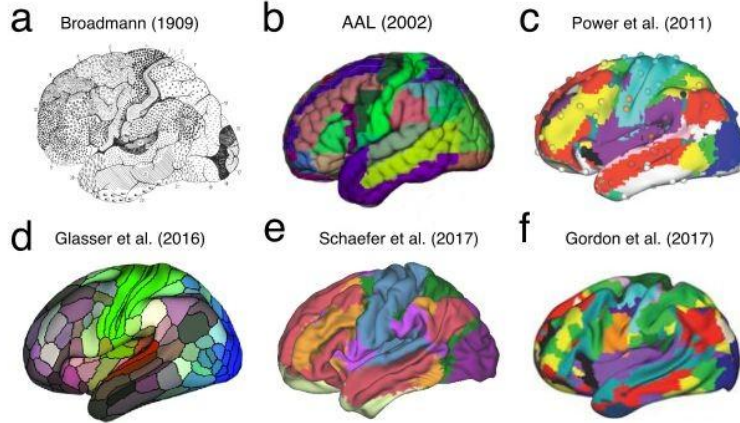 a Broadmann (1909)
b AAL (2002)
c Power et al. (2011)
d Glasser et al. (2016)
e Schaefer et al. (2017)
f Gordon et al. (2017)